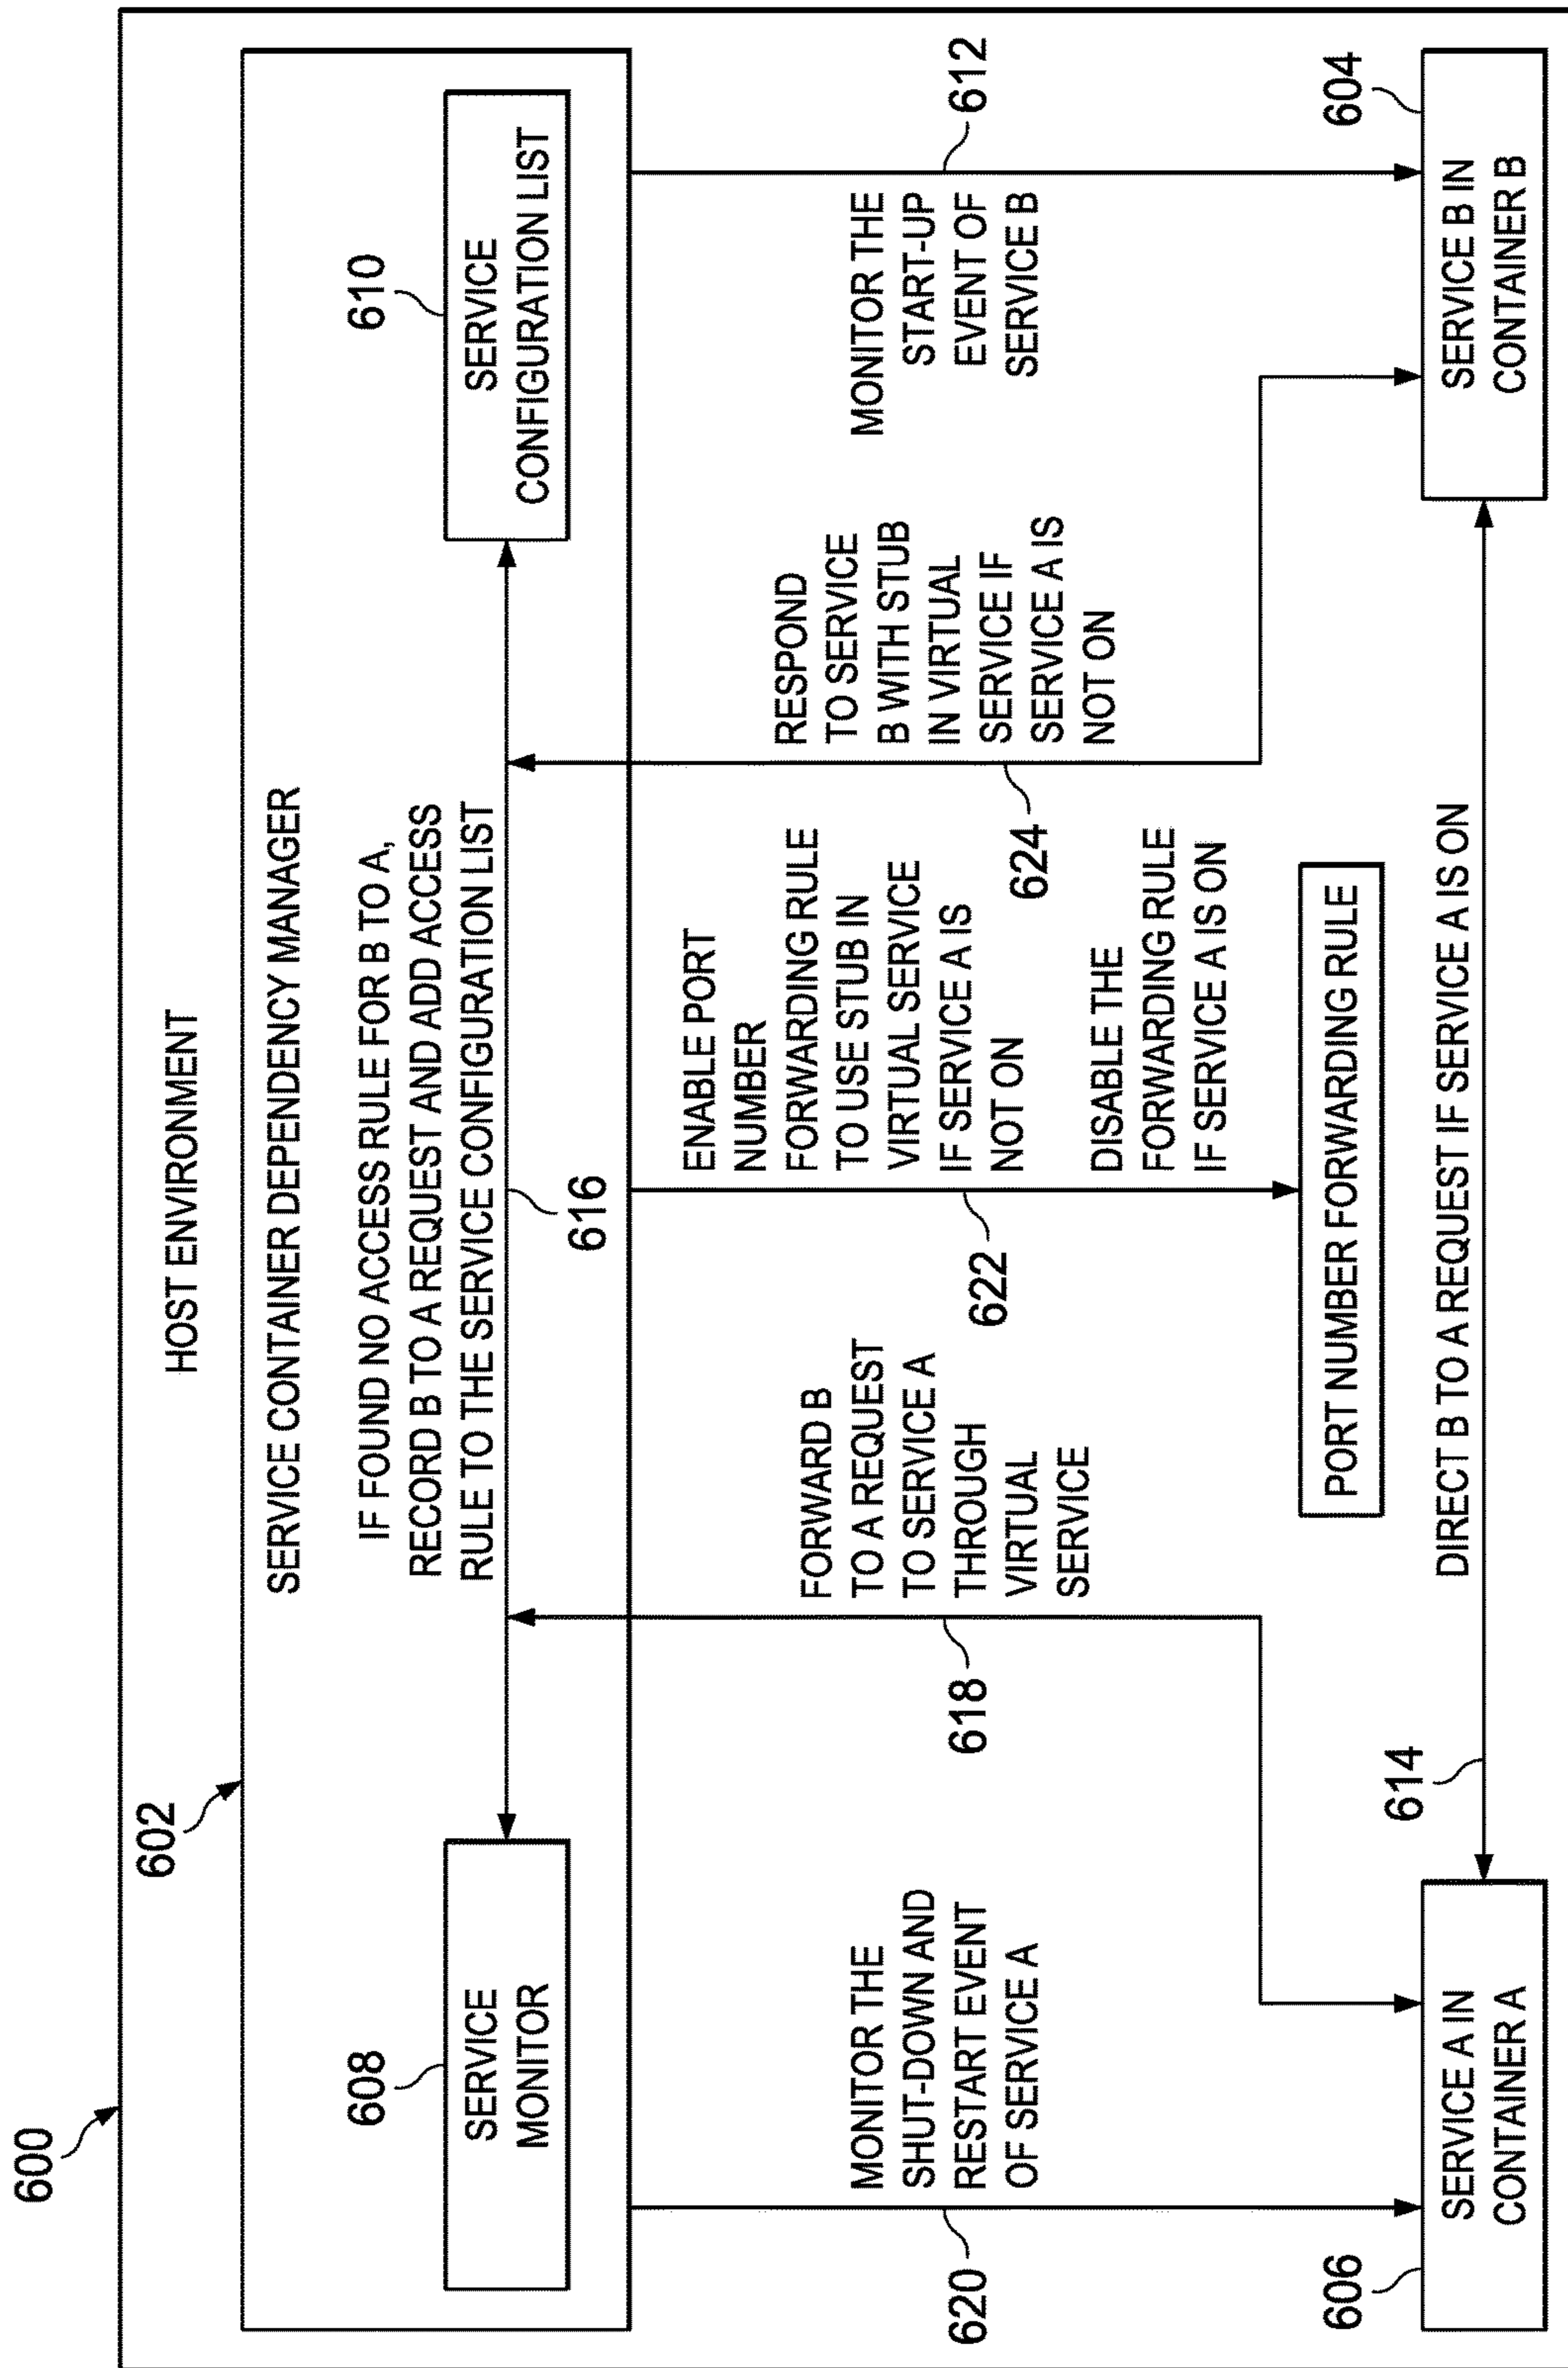 600
HOST ENVIRONMENT
602
SERVICE CONTAINER DEPENDENCY MANAGER
608
SERVICE
MONITOR
IF FOUND NO ACCESS RULE FOR B TO A,
RECORD B TO A REQUEST AND ADD ACCESS
RULE TO THE SERVICE CONFIGURATION LIST
616
610
SERVICE
CONFIGURATION LIST
620
MONITOR THE
SHUT-DOWN AND
RESTART EVENT
OF SERVICE A
618
FORWARD B
TO A REQUEST
TO SERVICE A
THROUGH
VIRTUAL
SERVICE
622
ENABLE PORT
NUMBER
FORWARDING RULE
TO USE STUB IN
VIRTUAL SERVICE
IF SERVICE A IS
NOT ON
DISABLE THE
FORWARDING RULE
IF SERVICE A IS ON
624
RESPOND
TO SERVICE
B WITH STUB
IN VIRTUAL
SERVICE IF
SERVICE A IS
NOT ON
MONITOR THE
START-UP
EVENT OF
SERVICE B
612
PORT NUMBER FORWARDING RULE
606
SERVICE A IN
CONTAINER A
614
DIRECT B TO A REQUEST IF SERVICE A IS ON
604
SERVICE B IN
CONTAINER B